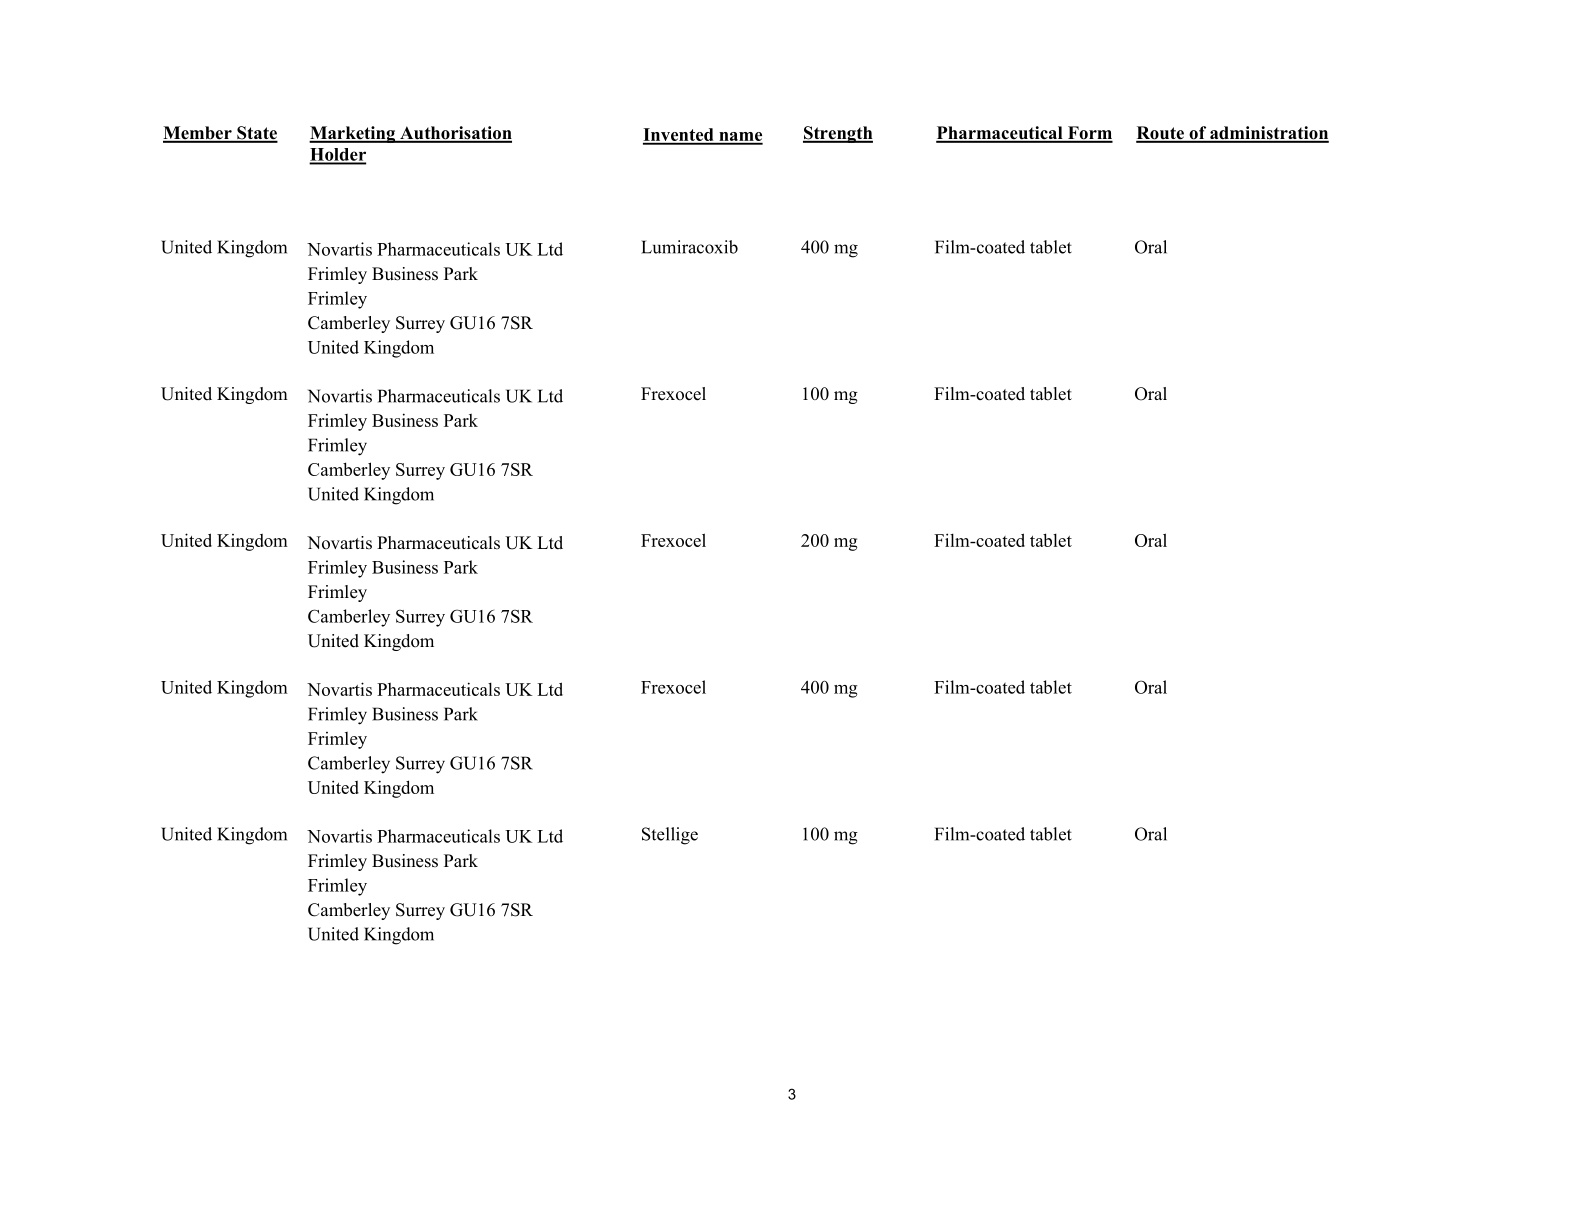 Member State Marketing Authorisation Holder Invented name Strength Pharmaceutical Form Route of administration
United Kingdom Novartis Pharmaceuticals UK Ltd Lumiracoxib 400 mg Film-coated tablet Oral
Frimley Business Park
Frimley
Camberley Surrey GU16 7SR
United Kingdom
United Kingdom Novartis Pharmaceuticals UK Ltd Frexocel 100 mg Film-coated tablet Oral
Frimley Business Park
Frimley
Camberley Surrey GU16 7SR
United Kingdom
United Kingdom Novartis Pharmaceuticals UK Ltd Frexocel 200 mg Film-coated tablet Oral
Frimley Business Park
Frimley
Camberley Surrey GU16 7SR
United Kingdom
United Kingdom Novartis Pharmaceuticals UK Ltd Frexocel 400 mg Film-coated tablet Oral
Frimley Business Park
Frimley
Camberley Surrey GU16 7SR
United Kingdom
United Kingdom Novartis Pharmaceuticals UK Ltd Stellige 100 mg Film-coated tablet Oral
Frimley Business Park
Frimley
Camberley Surrey GU16 7SR
United Kingdom
3